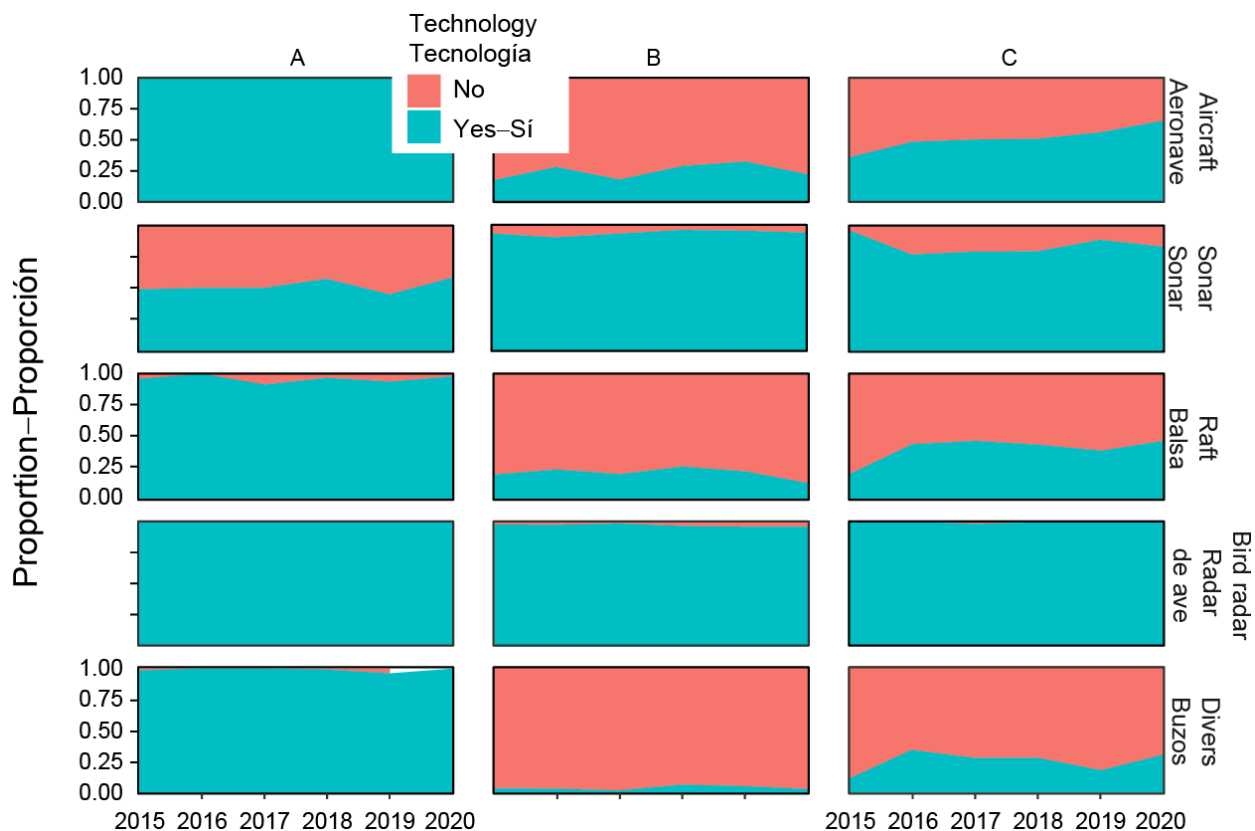 Technology
Tecnología
No
Yes–Sí
A
B
C
Proportion–Proporción
1.00
0.75
0.50
0.25
0.00
Aircraft
Aeronave
Sonar
Sonar
1.00
0.75
0.50
0.25
0.00
Raft
Balsa
Bird radar
Radar
de ave
1.00
0.75
0.50
0.25
0.00
Divers
Buzos
2015 2016 2017 2018 2019 2020
2015 2016 2017 2018 2019 2020